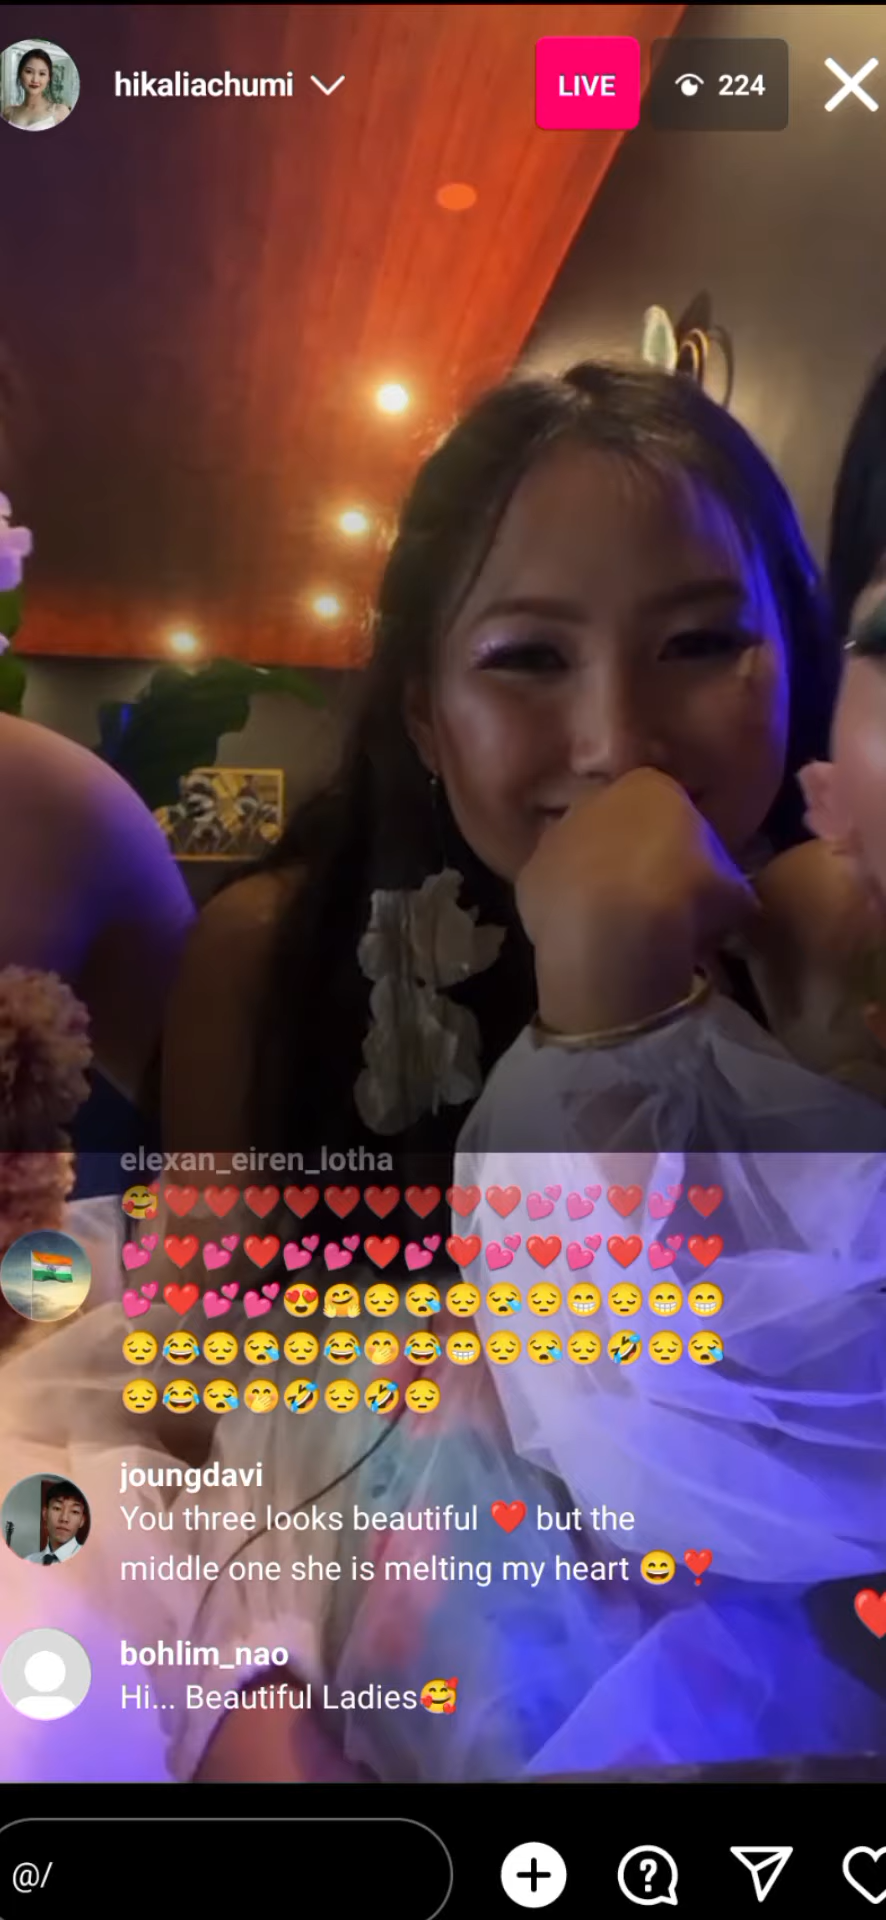 hikaliachumi
LIVE
224
elexan_eiren_lotha
🥰❤️❤️❤️❤️❤️❤️❤️❤️❤️💕💕❤️💕❤️
💕❤️💕❤️💕💕❤️💕❤️💕❤️💕❤️💕❤️
💕❤️💕💕😍🤗😔😪😔😪😔😁😔😁😁
😔😂😔😪😔😂🤭😂😁😔😪😔🤣😔😪
😔😂😪🤭🤣😔🤣😔
joungdavi
You three looks beautiful ❤️ but the
middle one she is melting my heart 😄❣️
bohlim_nao
Hi... Beautiful Ladies🥰
@/